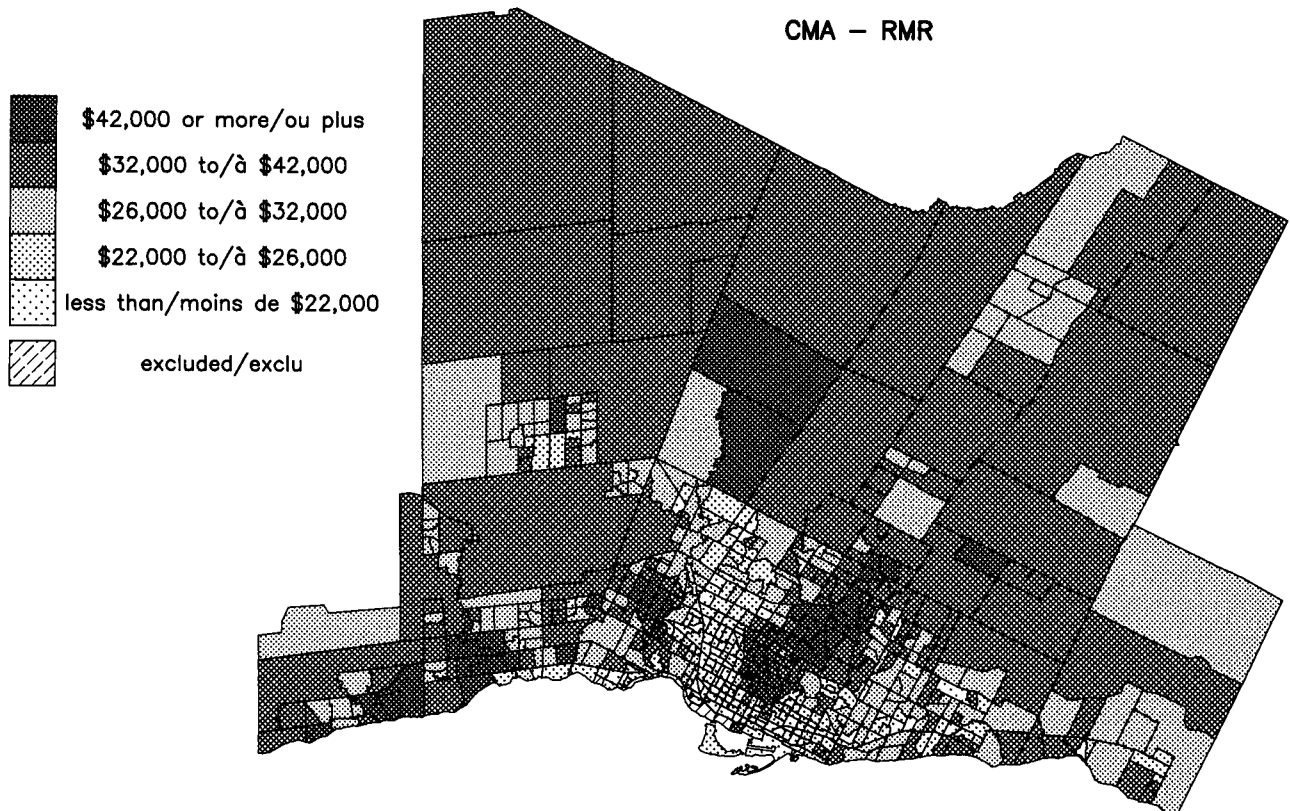 CMA – RMR
$42,000 or more/ou plus
$32,000 to/à $42,000
$26,000 to/à $32,000
$22,000 to/à $26,000
less than/moins de $22,000
excluded/exclu